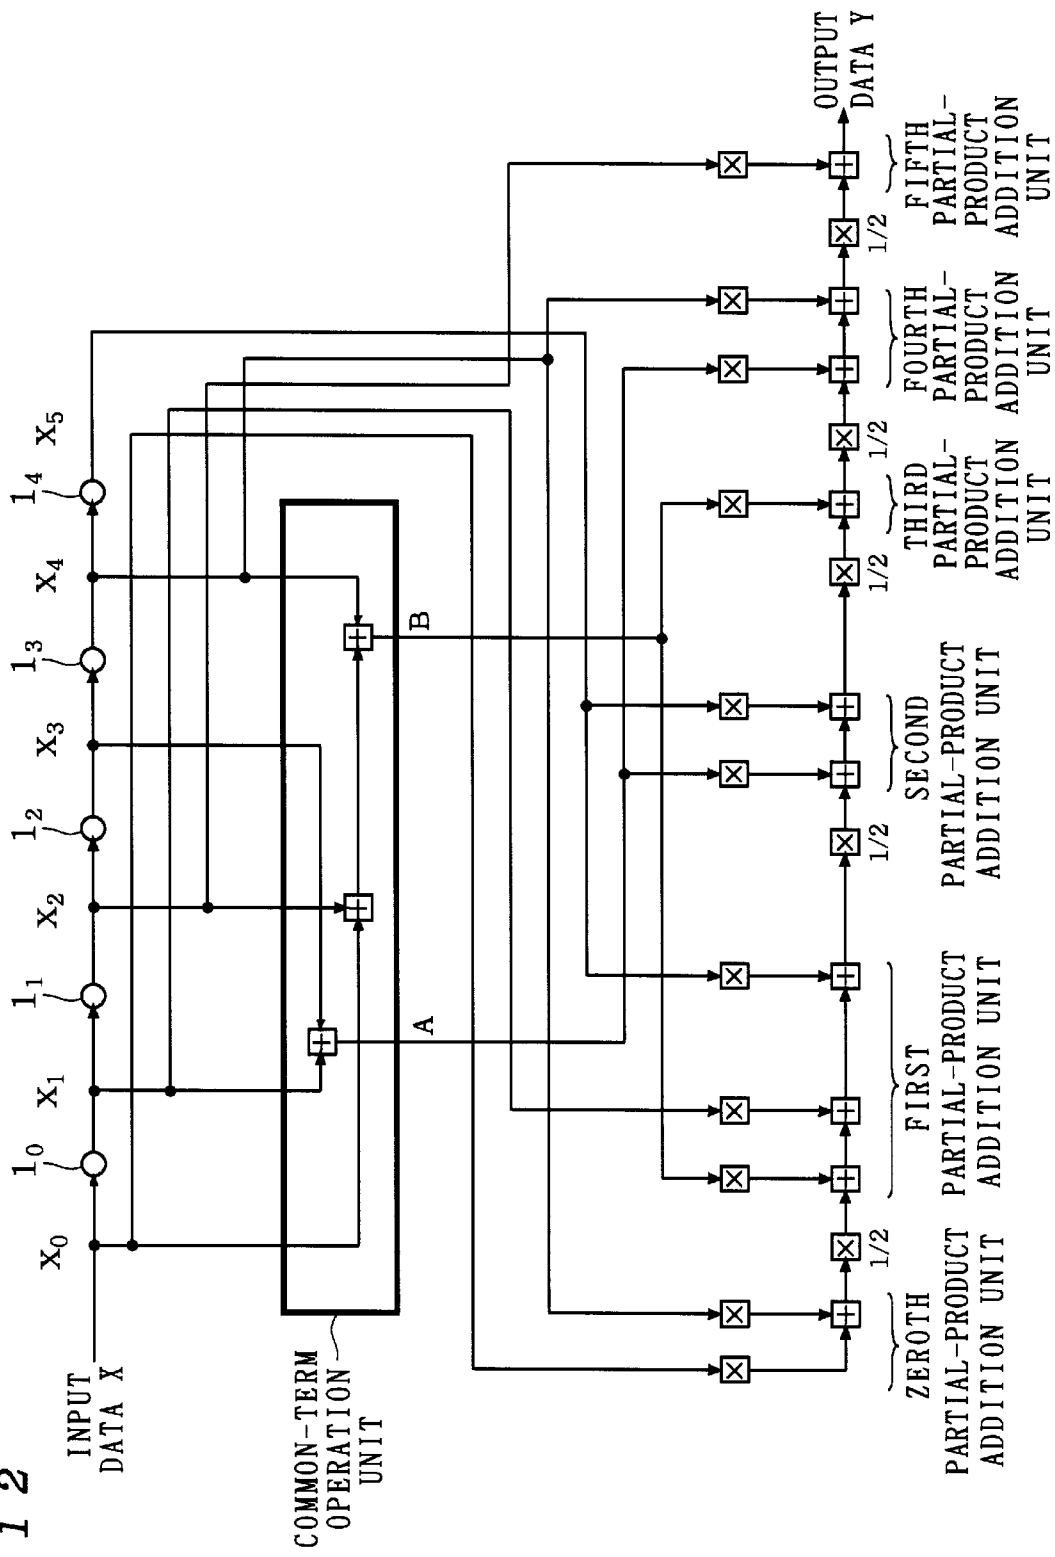 1 2
INPUT
DATA X
X0
10
X1
11
X2
12
X3
13
X4
14
X5
COMMON-TERM
OPERATION
UNIT
A
B
1/2
1/2
1/2
1/2
1/2
OUTPUT
DATA Y
ZEROTH
PARTIAL-PRODUCT
ADDITION UNIT
FIRST
PARTIAL-PRODUCT
ADDITION UNIT
SECOND
PARTIAL-PRODUCT
ADDITION UNIT
THIRD
PARTIAL-
PRODUCT
ADDITION
UNIT
FOURTH
PARTIAL-
PRODUCT
ADDITION
UNIT
FIFTH
PARTIAL-
PRODUCT
ADDITION
UNIT